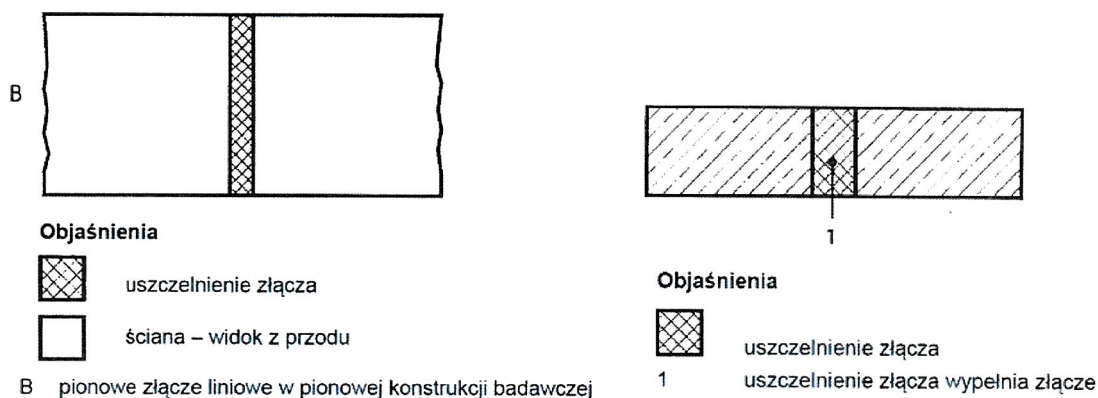 B
Objaśnienia
uszczelnienie złącza
ściana – widok z przodu
B pionowe złącze liniowe w pionowej konstrukcji badawczej
1
Objaśnienia
uszczelnienie złącza
1 uszczelnienie złącza wypełnia złącze